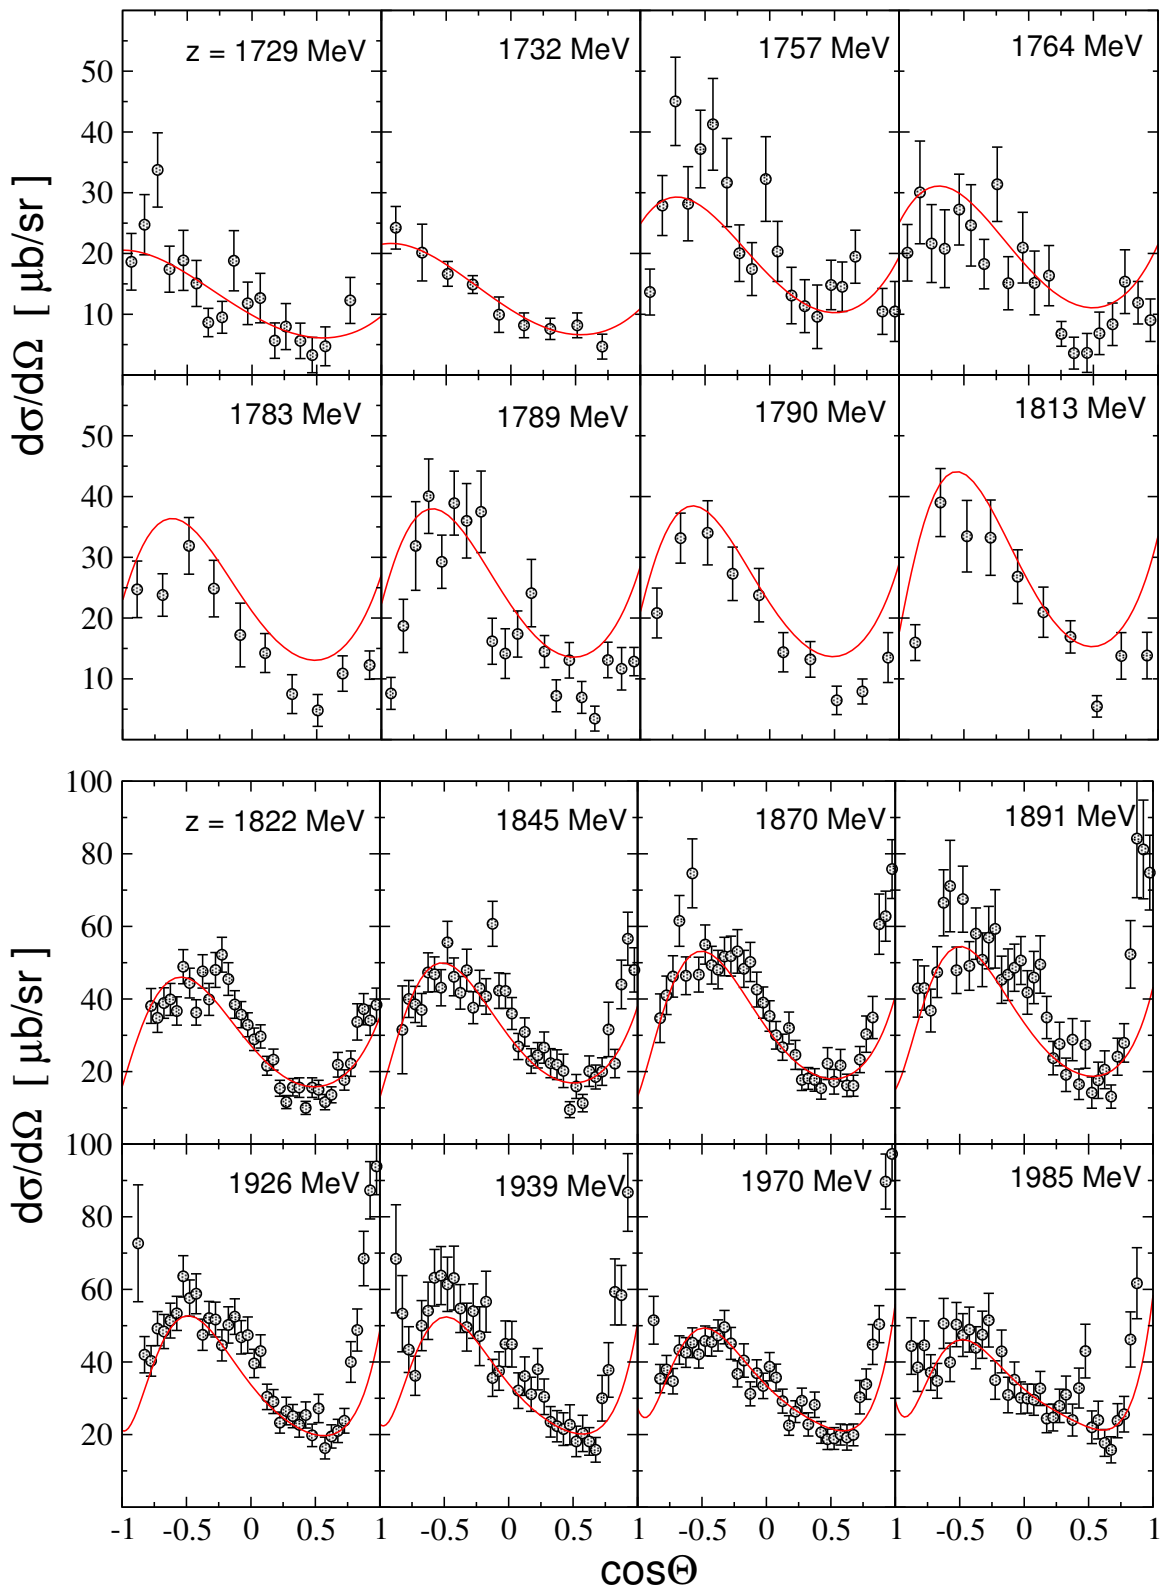 z = 1729 MeV
1732 MeV
1757 MeV
1764 MeV
50
40
30
20
10
1783 MeV
1789 MeV
1790 MeV
1813 MeV
50
40
30
20
10
dσ/dΩ [ μb/sr ]
z = 1822 MeV
1845 MeV
1870 MeV
1891 MeV
100
80
60
40
20
100
1926 MeV
1939 MeV
1970 MeV
1985 MeV
80
60
40
20
dσ/dΩ [ μb/sr ]
-1 -0.5 0 0.5 -0.5 0 0.5 -0.5 0 0.5 1 -0.5 0 0.5 1
cosΘ